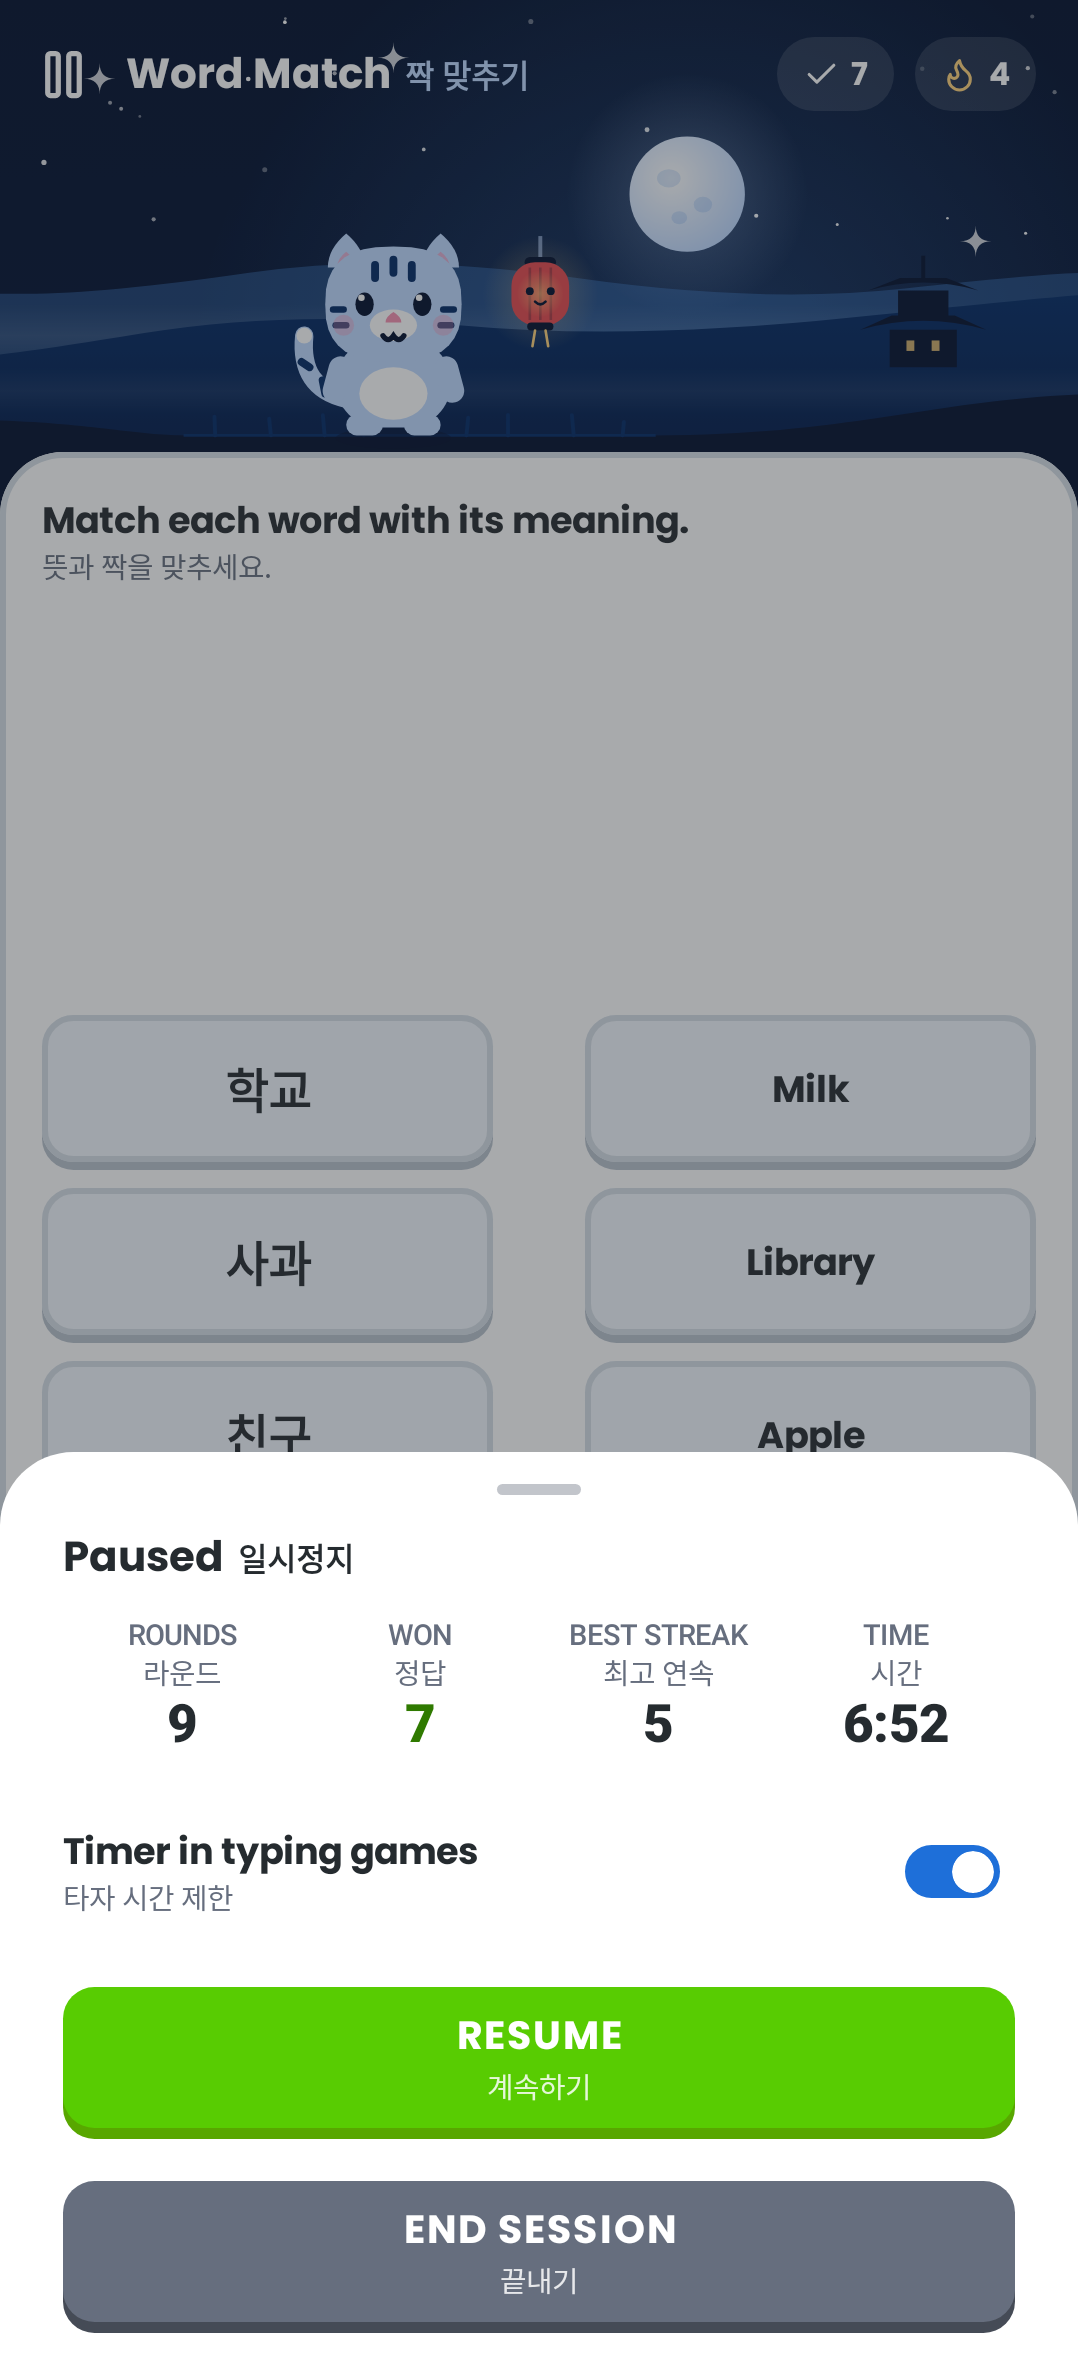 Word Match 짝 맞추기
7
4
Match each word with its meaning.
뜻과 짝을 맞추세요.
학교
Milk
사과
Library
친구
Apple
Paused 일시정지
ROUNDS
라운드
9
WON
정답
7
BEST STREAK
최고 연속
5
TIME
시간
6:52
Timer in typing games
타자 시간 제한
RESUME
계속하기
END SESSION
끝내기